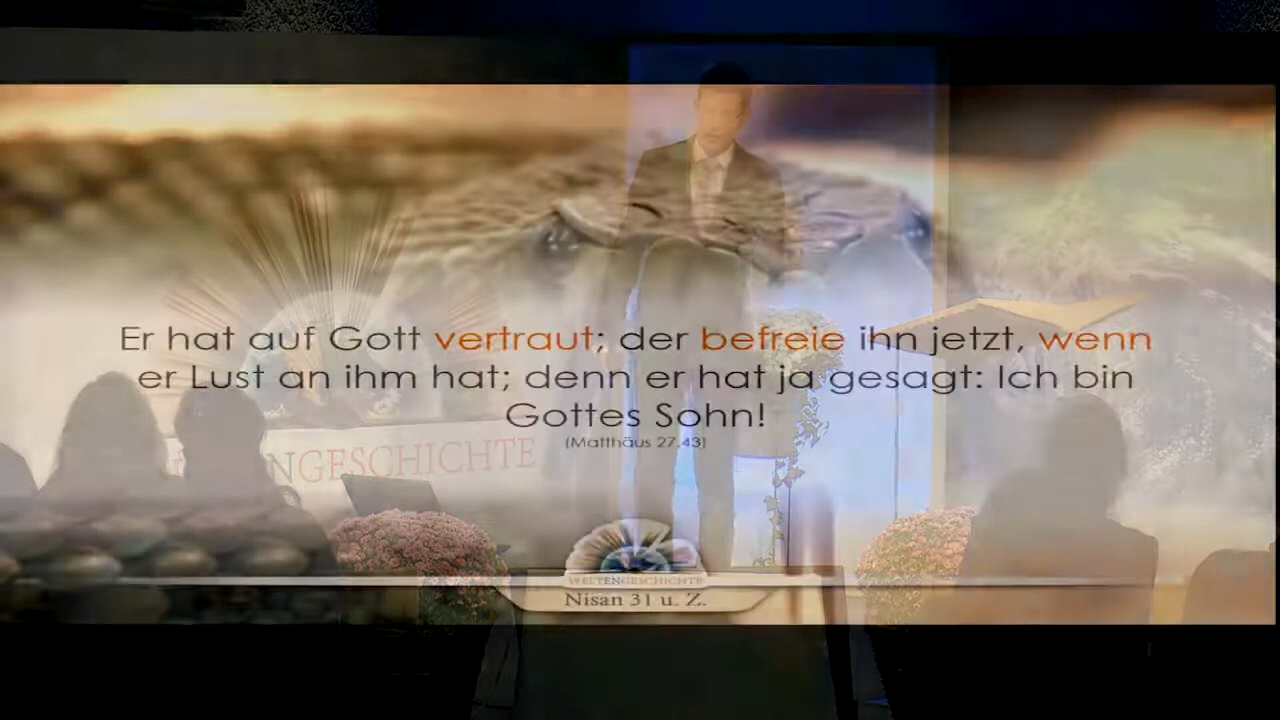 Er hat auf Gott vertraut; der befreie ihn jetzt, wenn
er Lust an ihm hat; denn er hat ja gesagt: Ich bin
Gottes Sohn!
(Matthäus 27,43)
NGESCHICHTE
WELTENGESCHICHTE
Nisan 31 u. Z.